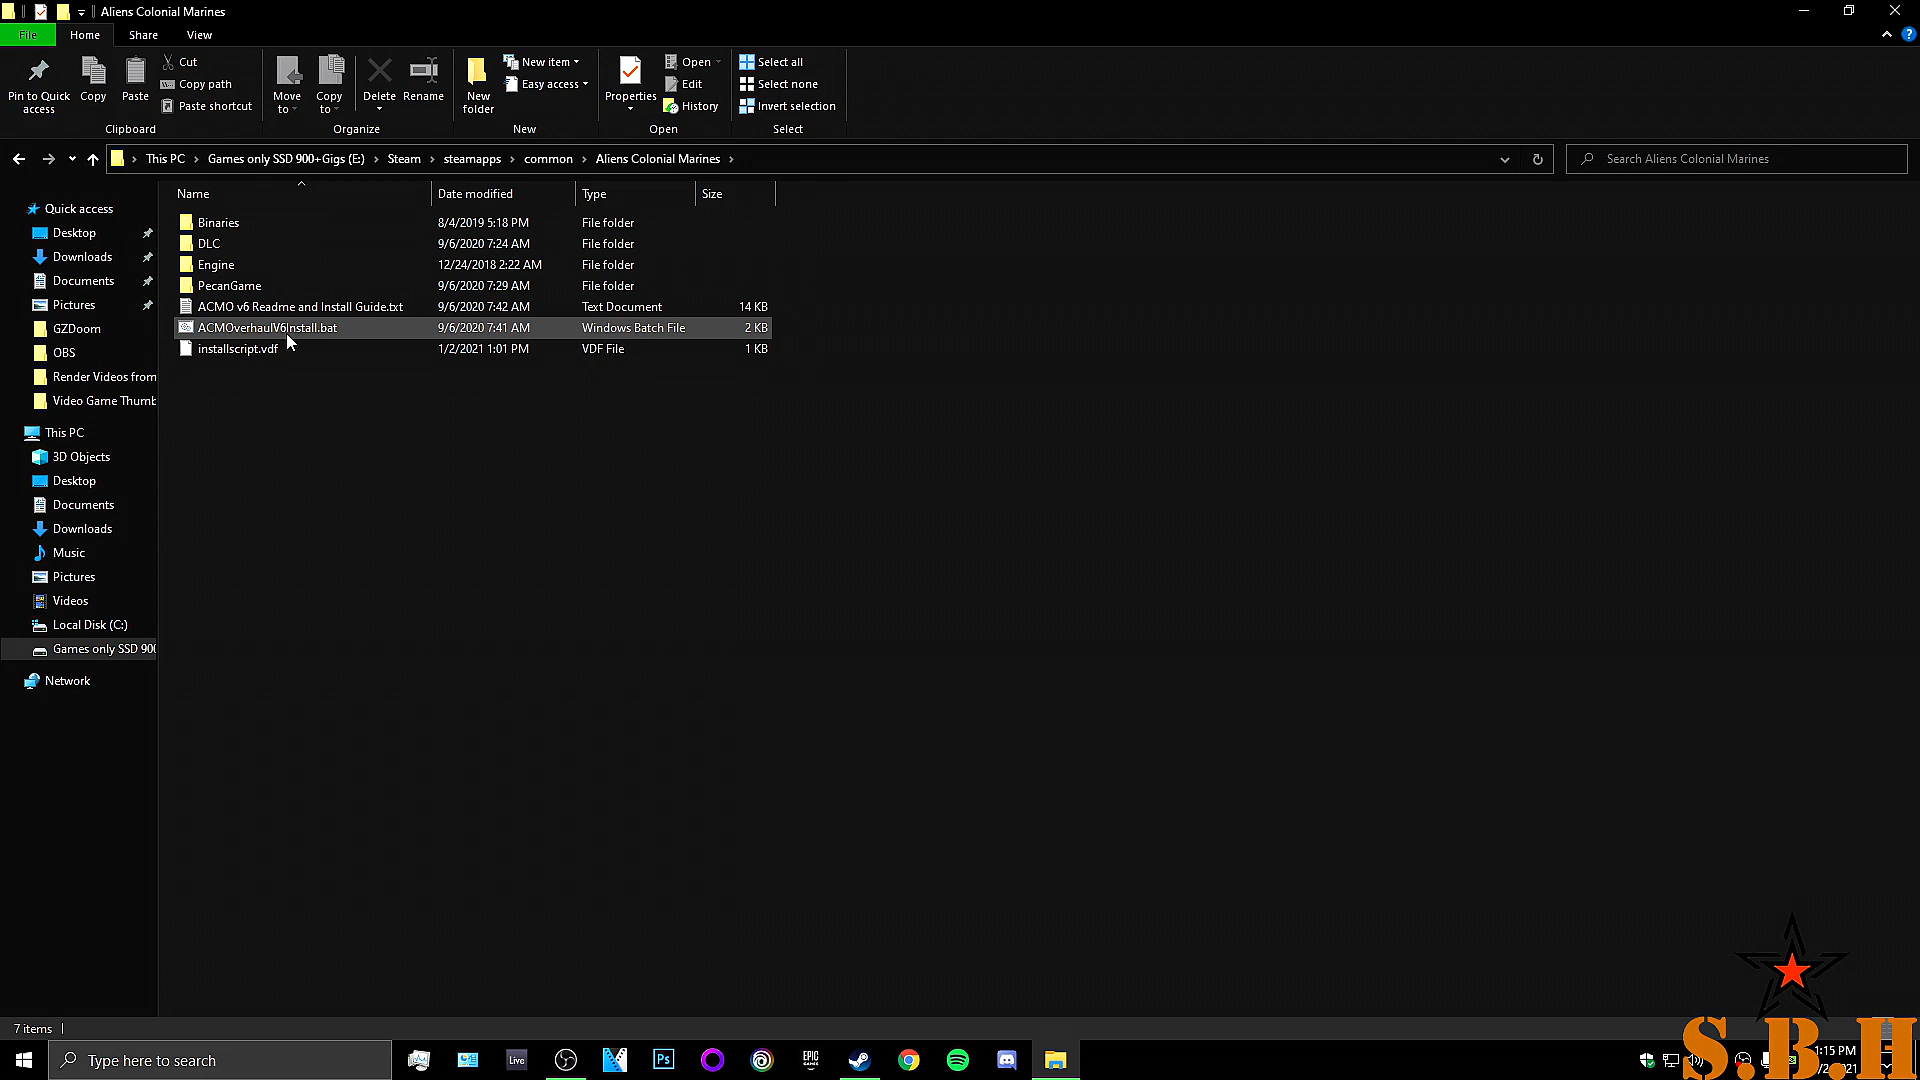 Aliens Colonial Marines
File Home Share View
Pin to Quick access
Copy
Paste
Cut
Copy path
Paste shortcut
Clipboard
Move to
Copy to
Delete
Rename
Organize
New folder
New item
Easy access
New
Properties
Open
Edit
History
Open
Select all
Select none
Invert selection
Select
This PC Games only SSD 900+Gigs (E:) Steam steamapps common Aliens Colonial Marines
Search Aliens Colonial Marines
Name Date modified Type Size
Binaries 8/4/2019 5:18 PM File folder
DLC 9/6/2020 7:24 AM File folder
Engine 12/24/2018 2:22 AM File folder
PecanGame 9/6/2020 7:29 AM File folder
ACMO v6 Readme and Install Guide.txt 9/6/2020 7:42 AM Text Document 14 KB
ACMOverhaulV6Install.bat 9/6/2020 7:41 AM Windows Batch File 2 KB
installscript.vdf 1/2/2021 1:01 PM VDF File 1 KB
Quick access
Desktop
Downloads
Documents
Pictures
GZDoom
OBS
Render Videos from
Video Game Thumb
This PC
3D Objects
Desktop
Documents
Downloads
Music
Pictures
Videos
Local Disk (C:)
Games only SSD 900
Network
7 items
Type here to search
Live
Ps
EPIC GAMES
1:15 PM
S.B.H